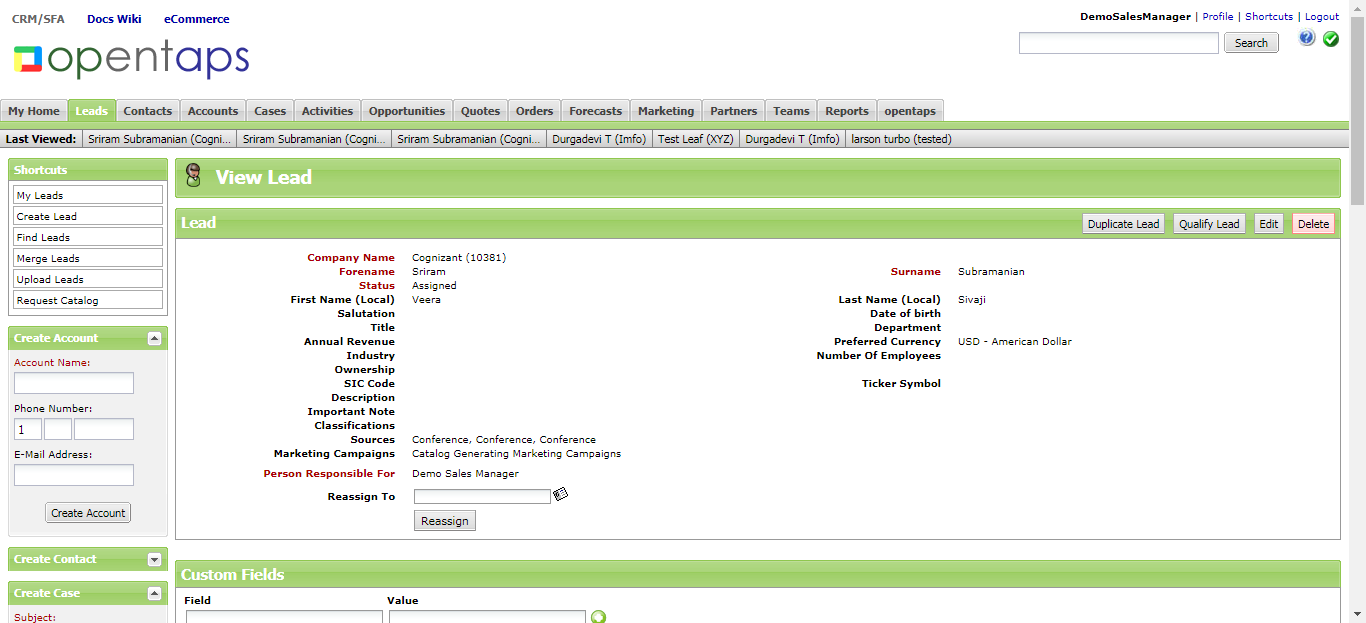 CRM/SFA Docs Wiki eCommerce
DemoSalesManager | Profile | Shortcuts | Logout
opentaps
Search
My Home Leads Contacts Accounts Cases Activities Opportunities Quotes Orders Forecasts Marketing Partners Teams Reports opentaps
Last Viewed: Sriram Subramanian (Cogni... Sriram Subramanian (Cogni... Sriram Subramanian (Cogni... Durgadevi T (Imfo) Test Leaf (XYZ) Durgadevi T (Imfo) larson turbo (tested)
Shortcuts
My Leads
Create Lead
Find Leads
Merge Leads
Upload Leads
Request Catalog
Create Account
Account Name:
Phone Number:
1
E-Mail Address:
Create Account
Create Contact
Create Case
Subject:
View Lead
Lead Duplicate Lead Qualify Lead Edit Delete
Company Name Cognizant (10381)
Forename Sriram Surname Subramanian
Status Assigned
First Name (Local) Veera Last Name (Local) Sivaji
Salutation Date of birth
Title Department
Annual Revenue Preferred Currency USD - American Dollar
Industry Number Of Employees
Ownership
SIC Code Ticker Symbol
Description
Important Note
Classifications
Sources Conference, Conference, Conference
Marketing Campaigns Catalog Generating Marketing Campaigns
Person Responsible For Demo Sales Manager
Reassign To
Reassign
Custom Fields
Field Value